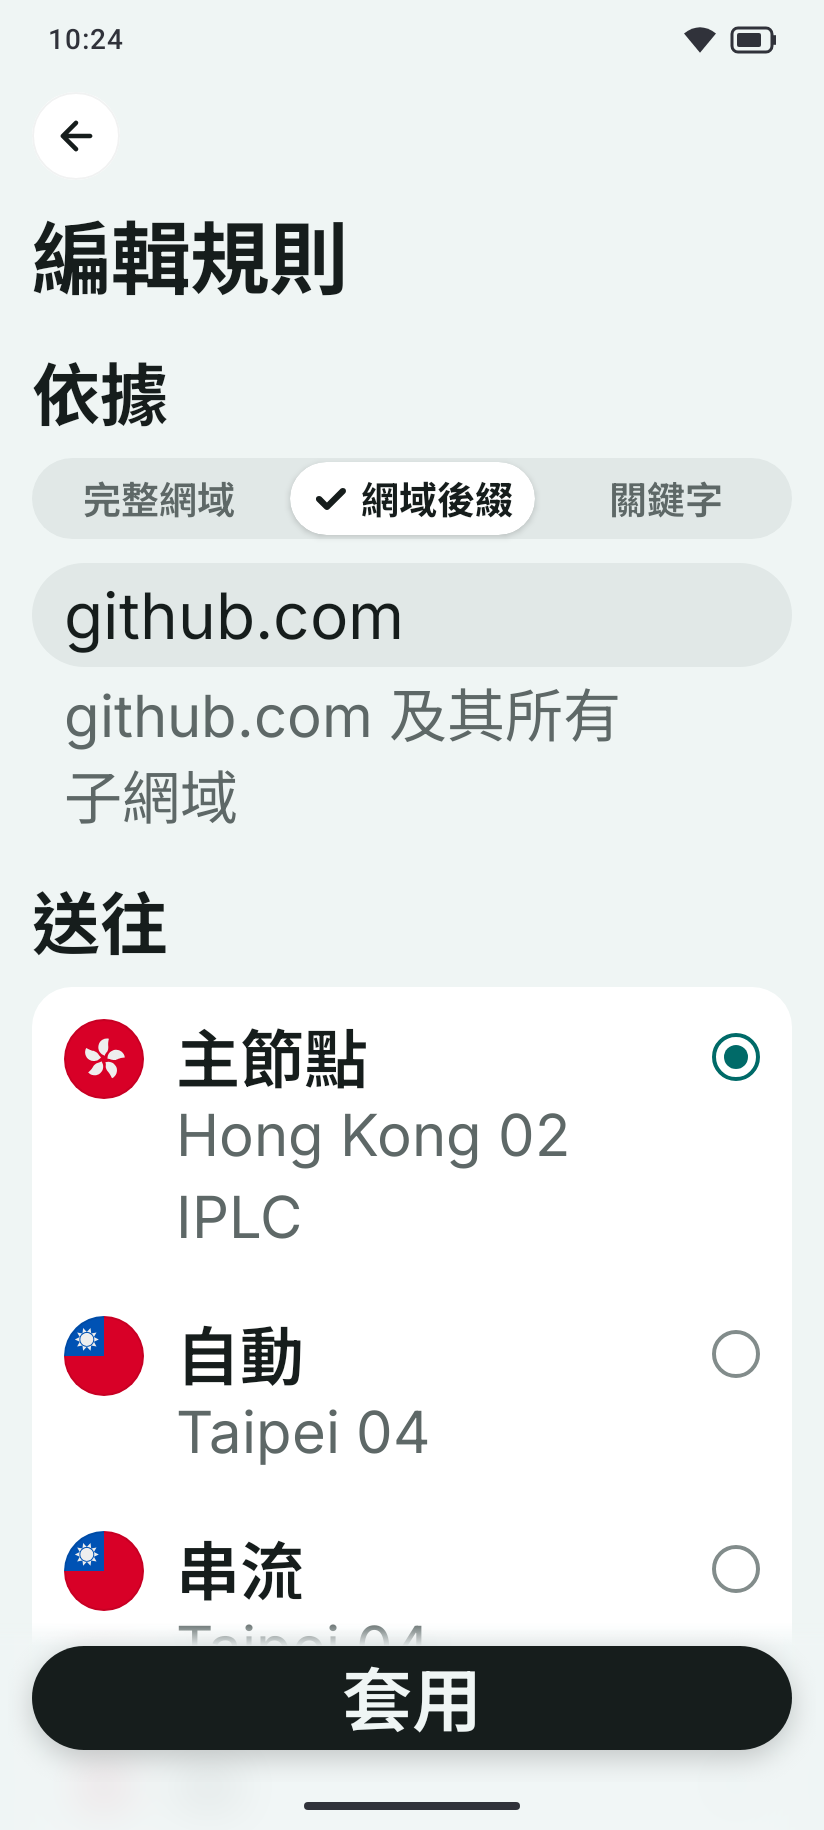 10:24
編輯規則
依據
完整網域
網域後綴
關鍵字
github.com
github.com 及其所有
子網域
送往
主節點
Hong Kong 02
IPLC
自動
Taipei 04
串流
Taipei 04
套用